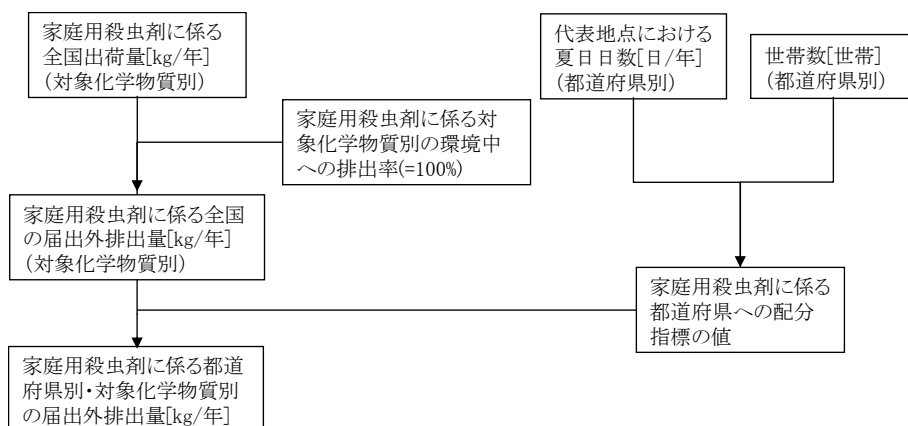 家庭用殺虫剤に係る
全国出荷量[kg/年]
(対象化学物質別)
代表地点における
夏日日数[日/年]
(都道府県別)
世帯数[世帯]
(都道府県別)
家庭用殺虫剤に係る対
象化学物質別の環境中
への排出率(=100%)
家庭用殺虫剤に係る全国
の届出外排出量[kg/年]
(対象化学物質別)
家庭用殺虫剤に係る
都道府県への配分
指標の値
家庭用殺虫剤に係る都道
府県別・対象化学物質別
の届出外排出量[kg/年]